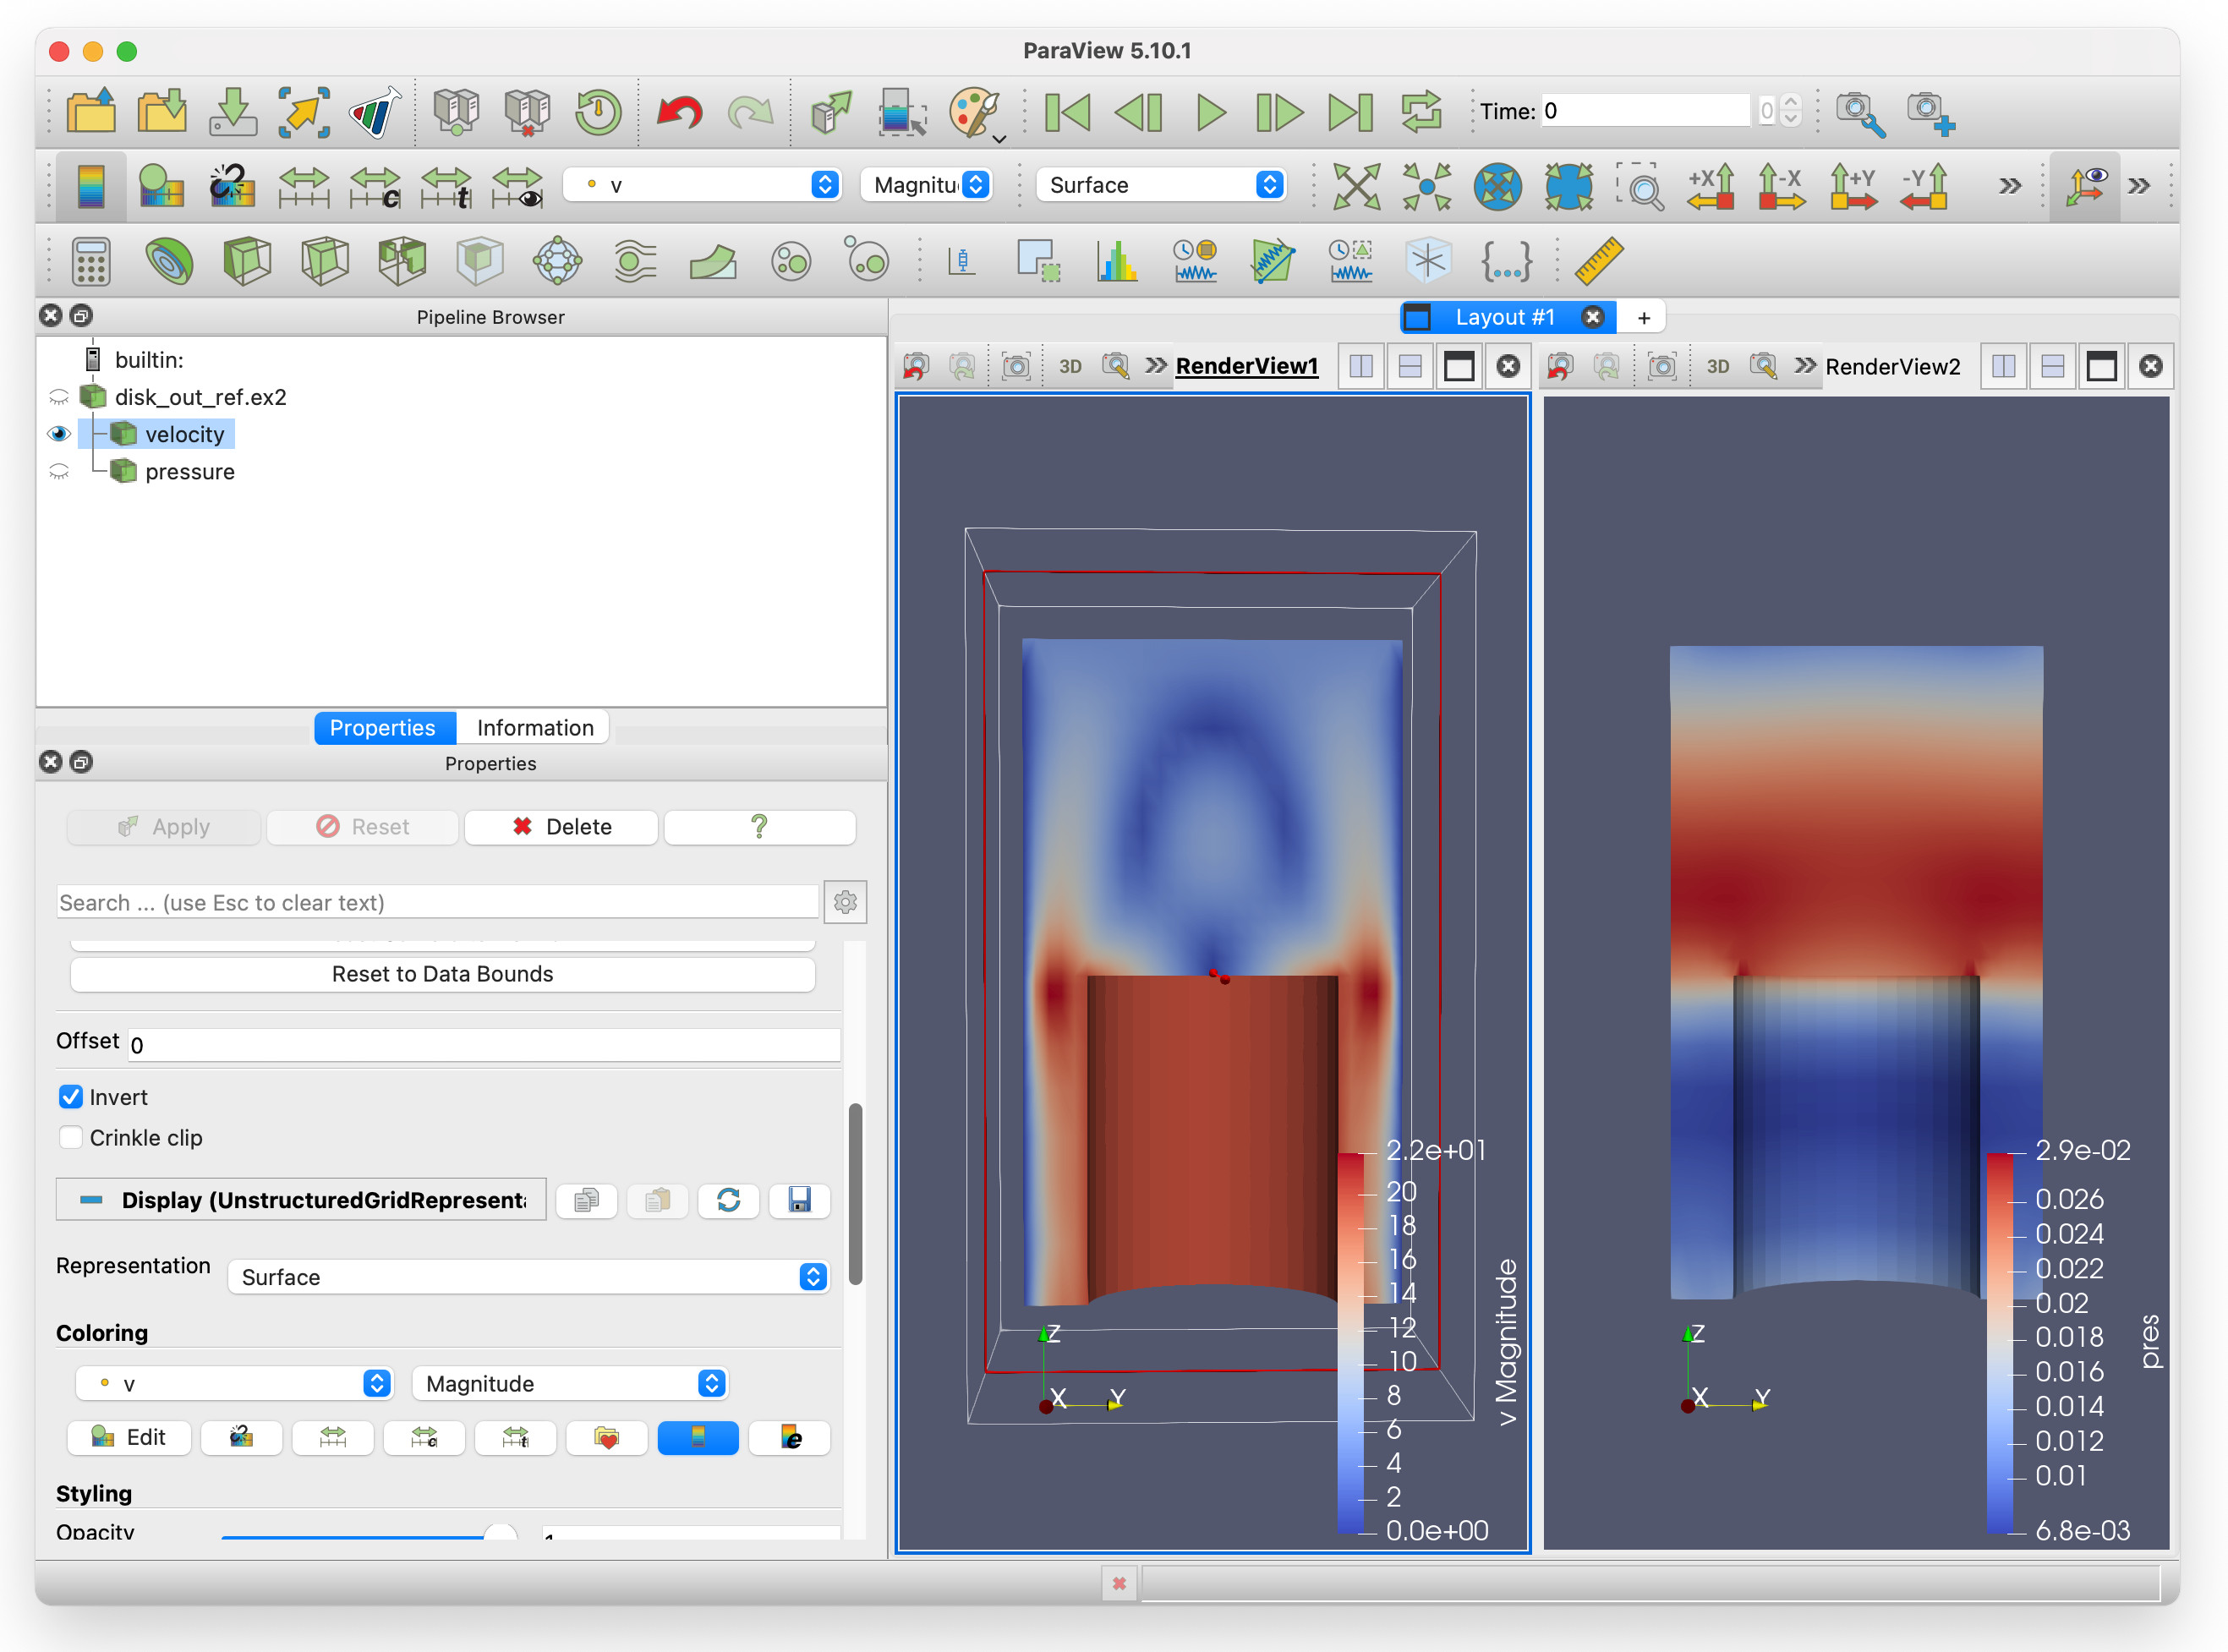 ParaView 5.10.1
Time: 0 0
c t v Magnitu Surface +X -X +Y -Y
Pipeline Browser
builtin:
disk_out_ref.ex2
velocity
pressure
Properties Information
Properties
Apply Reset Delete ?
Search ... (use Esc to clear text)
Reset to Data Bounds
Offset 0
Invert
Crinkle clip
Display (UnstructuredGridRepresenta
Representation Surface
Coloring
v Magnitude
Edit c t e
Styling
Opacity 1
Layout #1 +
3D RenderView1
3D RenderView2
2.2e+01
20
18
16
14
12
10
8
6
4
2
0.0e+00
v Magnitude
Z
X Y
2.9e-02
0.026
0.024
0.022
0.02
0.018
0.016
0.014
0.012
0.01
6.8e-03
pres
Z
X Y